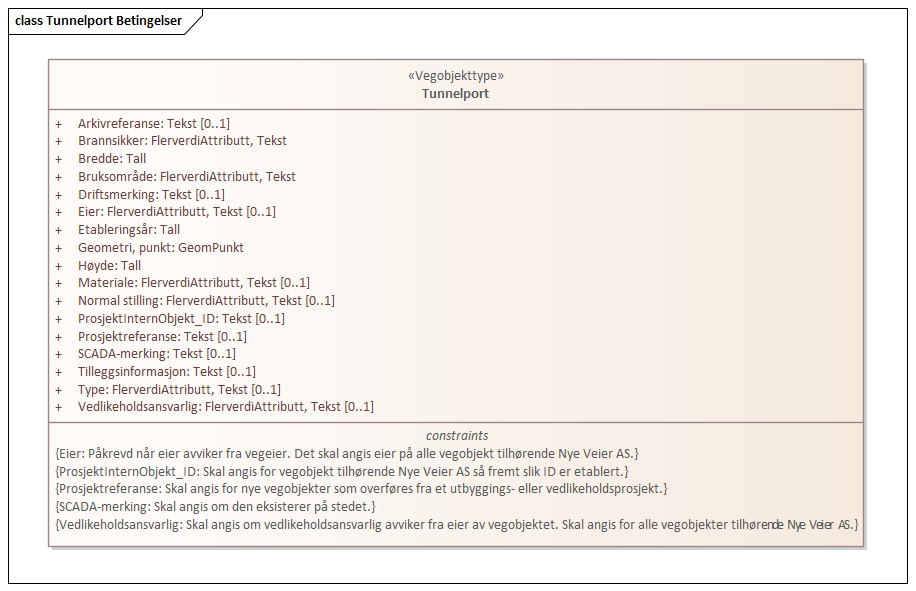 class Tunnelport Betingelser
«Vegobjekttype»
Tunnelport
+ Arkivreferanse: Tekst [0..1]
+ Brannsikker: FlerverdiAttributt, Tekst
+ Bredde: Tall
+ Bruksområde: FlerverdiAttributt, Tekst
+ Driftsmerking: Tekst [0..1]
+ Eier: FlerverdiAttributt, Tekst [0..1]
+ Etableringsår: Tall
+ Geometri, punkt: GeomPunkt
+ Høyde: Tall
+ Materiale: FlerverdiAttributt, Tekst [0..1]
+ Normal stilling: FlerverdiAttributt, Tekst [0..1]
+ ProsjektInternObjekt_ID: Tekst [0..1]
+ Prosjektreferanse: Tekst [0..1]
+ SCADA-merking: Tekst [0..1]
+ Tilleggsinformasjon: Tekst [0..1]
+ Type: FlerverdiAttributt, Tekst [0..1]
+ Vedlikeholdsansvarlig: FlerverdiAttributt, Tekst [0..1]
constraints
{Eier: Påkrevd når eier avviker fra vegeier. Det skal angis eier på alle vegobjekt tilhørende Nye Veier AS.}
{ProsjektInternObjekt_ID: Skal angis for vegobjekt tilhørende Nye Veier AS så fremt slik ID er etablert.}
{Prosjektreferanse: Skal angis for nye vegobjekter som overføres fra et utbyggings- eller vedlikeholdsprosjekt.}
{SCADA-merking: Skal angis om den eksisterer på stedet.}
{Vedlikeholdsansvarlig: Skal angis om vedlikeholdsansvarlig avviker fra eier av vegobjektet. Skal angis for alle vegobjekter tilhørende Nye Veier AS.}